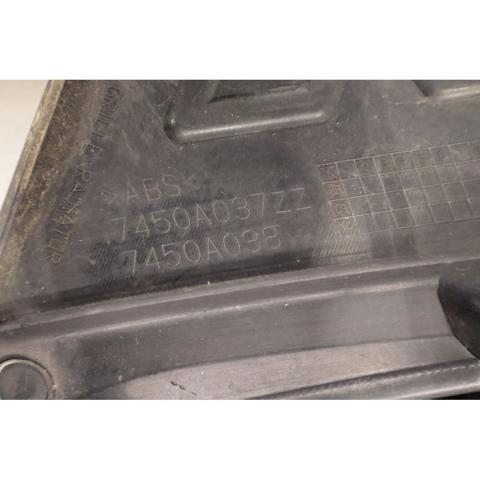 GRILLE, RADIATOR
>ABS<
7450A037ZZ
7450A038